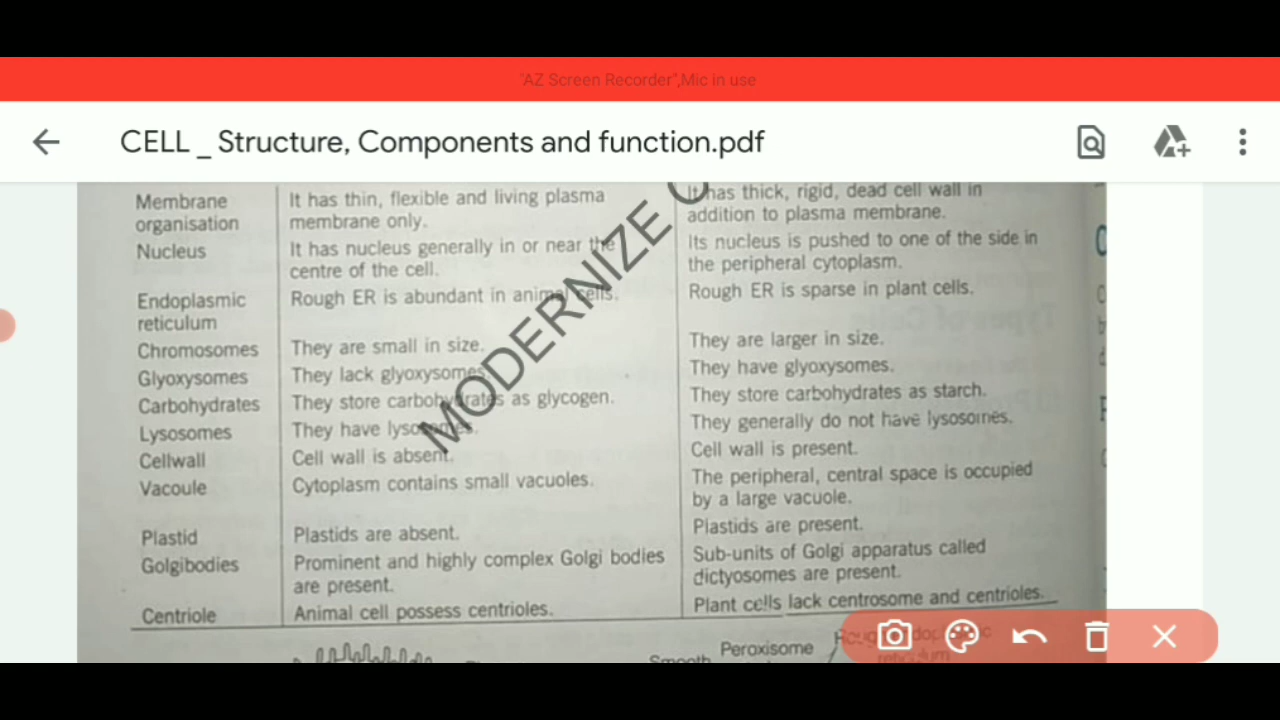 "AZ Screen Recorder",Mic in use
CELL _ Structure, Components and function.pdf
Membrane organisation It has thin, flexible and living plasma membrane only. It has thick, rigid, dead cell wall in addition to plasma membrane.
Nucleus It has nucleus generally in or near the centre of the cell. Its nucleus is pushed to one of the side in the peripheral cytoplasm.
Endoplasmic reticulum Rough ER is abundant in animal cells. Rough ER is sparse in plant cells.
Chromosomes They are small in size. They are larger in size.
Glyoxysomes They lack glyoxysomes. They have glyoxysomes.
Carbohydrates They store carbohydrates as glycogen. They store carbohydrates as starch.
Lysosomes They have lysosomes. They generally do not have lysosomes.
Cellwall Cell wall is absent. Cell wall is present.
Vacoule Cytoplasm contains small vacuoles. The peripheral, central space is occupied by a large vacuole.
Plastid Plastids are absent. Plastids are present.
Golgibodies Prominent and highly complex Golgi bodies are present. Sub-units of Golgi apparatus called dictyosomes are present.
Centriole Animal cell possess centrioles. Plant cells lack centrosome and centrioles.
MODERNIZE
Smooth Peroxisome
reticulum